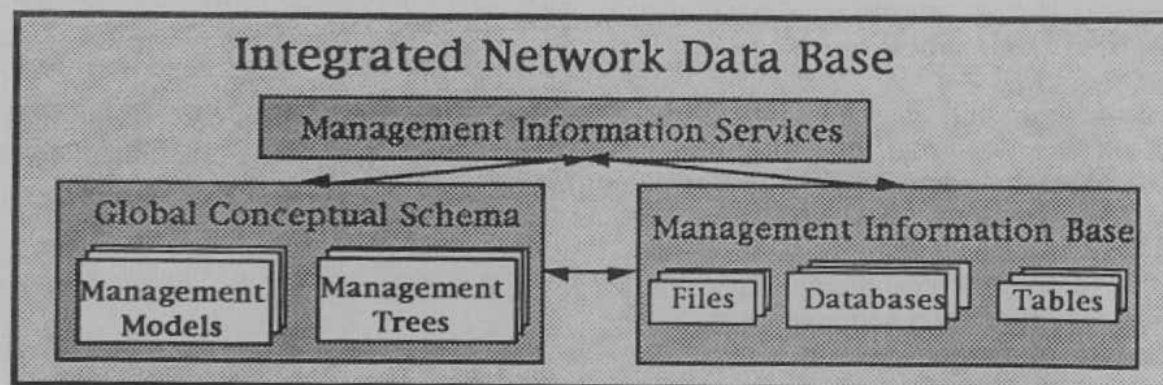 Integrated Network Data Base
Management Information Services
Global Conceptual Schema
Management
Models
Management
Trees
Management Information Base
Files
Databases
Tables